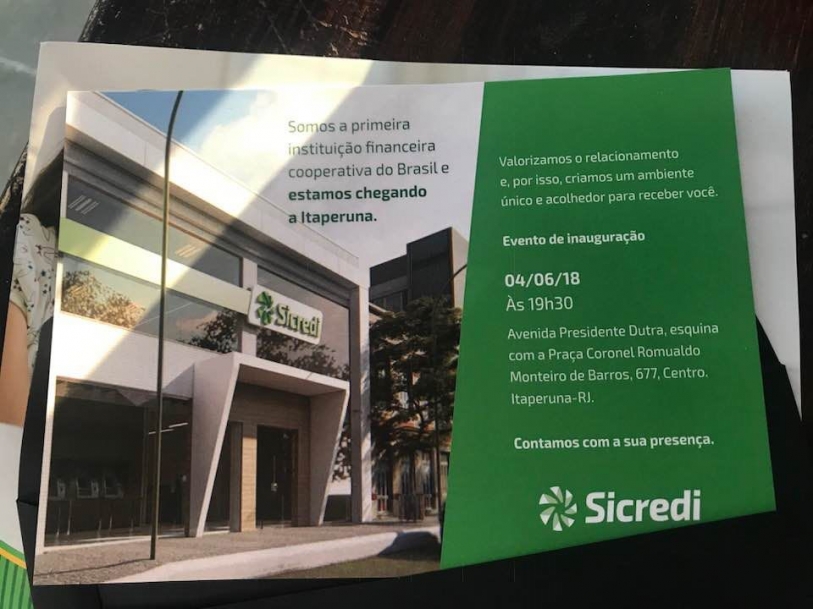 Somos a primeira
instituição financeira
cooperativa do Brasil e
estamos chegando
a Itaperuna.
Sicredi
Valorizamos o relacionamento
e, por isso, criamos um ambiente
único e acolhedor para receber você.
Evento de inauguração
04/06/18
Às 19h30
Avenida Presidente Dutra, esquina
com a Praça Coronel Romualdo
Monteiro de Barros, 677, Centro.
Itaperuna-RJ.
Contamos com a sua presença.
Sicredi